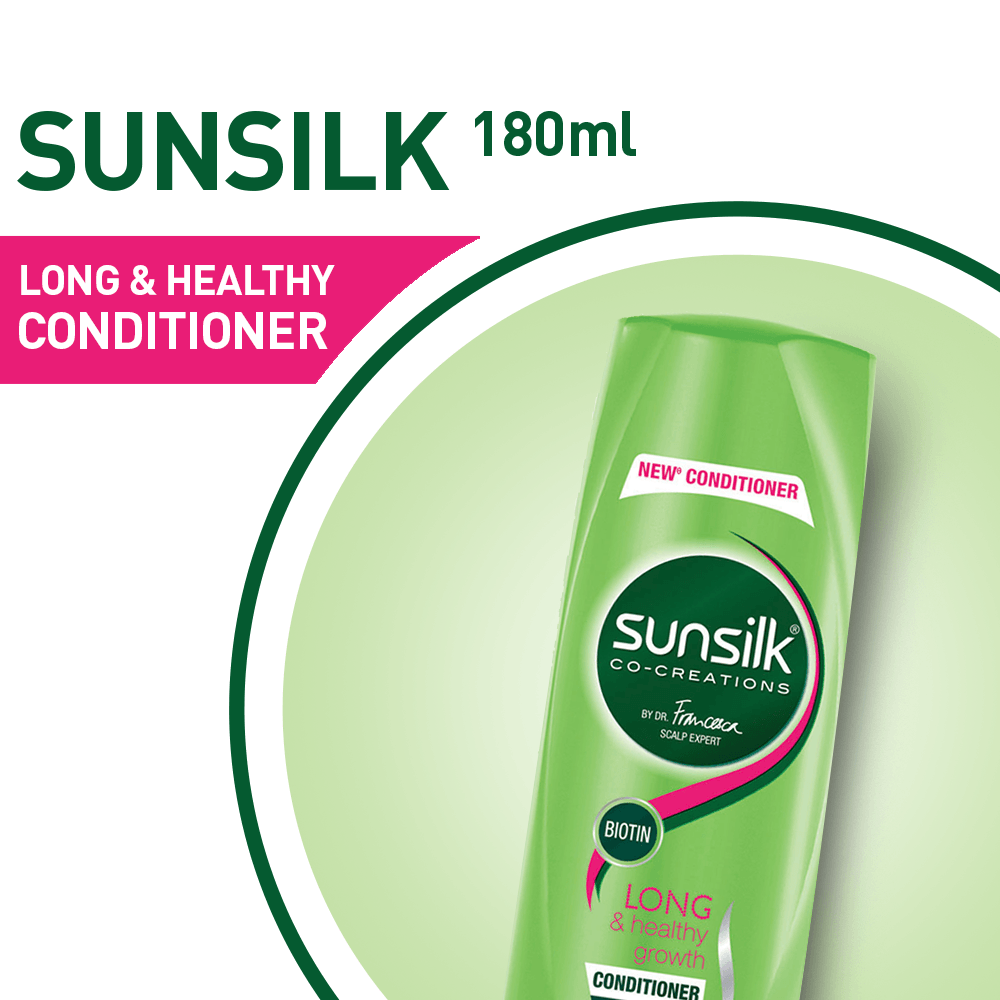 SUNSILK 180ml
LONG & HEALTHY
CONDITIONER
NEW° CONDITIONER
sunsilk®
CO-CREATIONS
BY DR. Francesca
SCALP EXPERT
BIOTIN
LONG
& healthy
growth
CONDITIONER